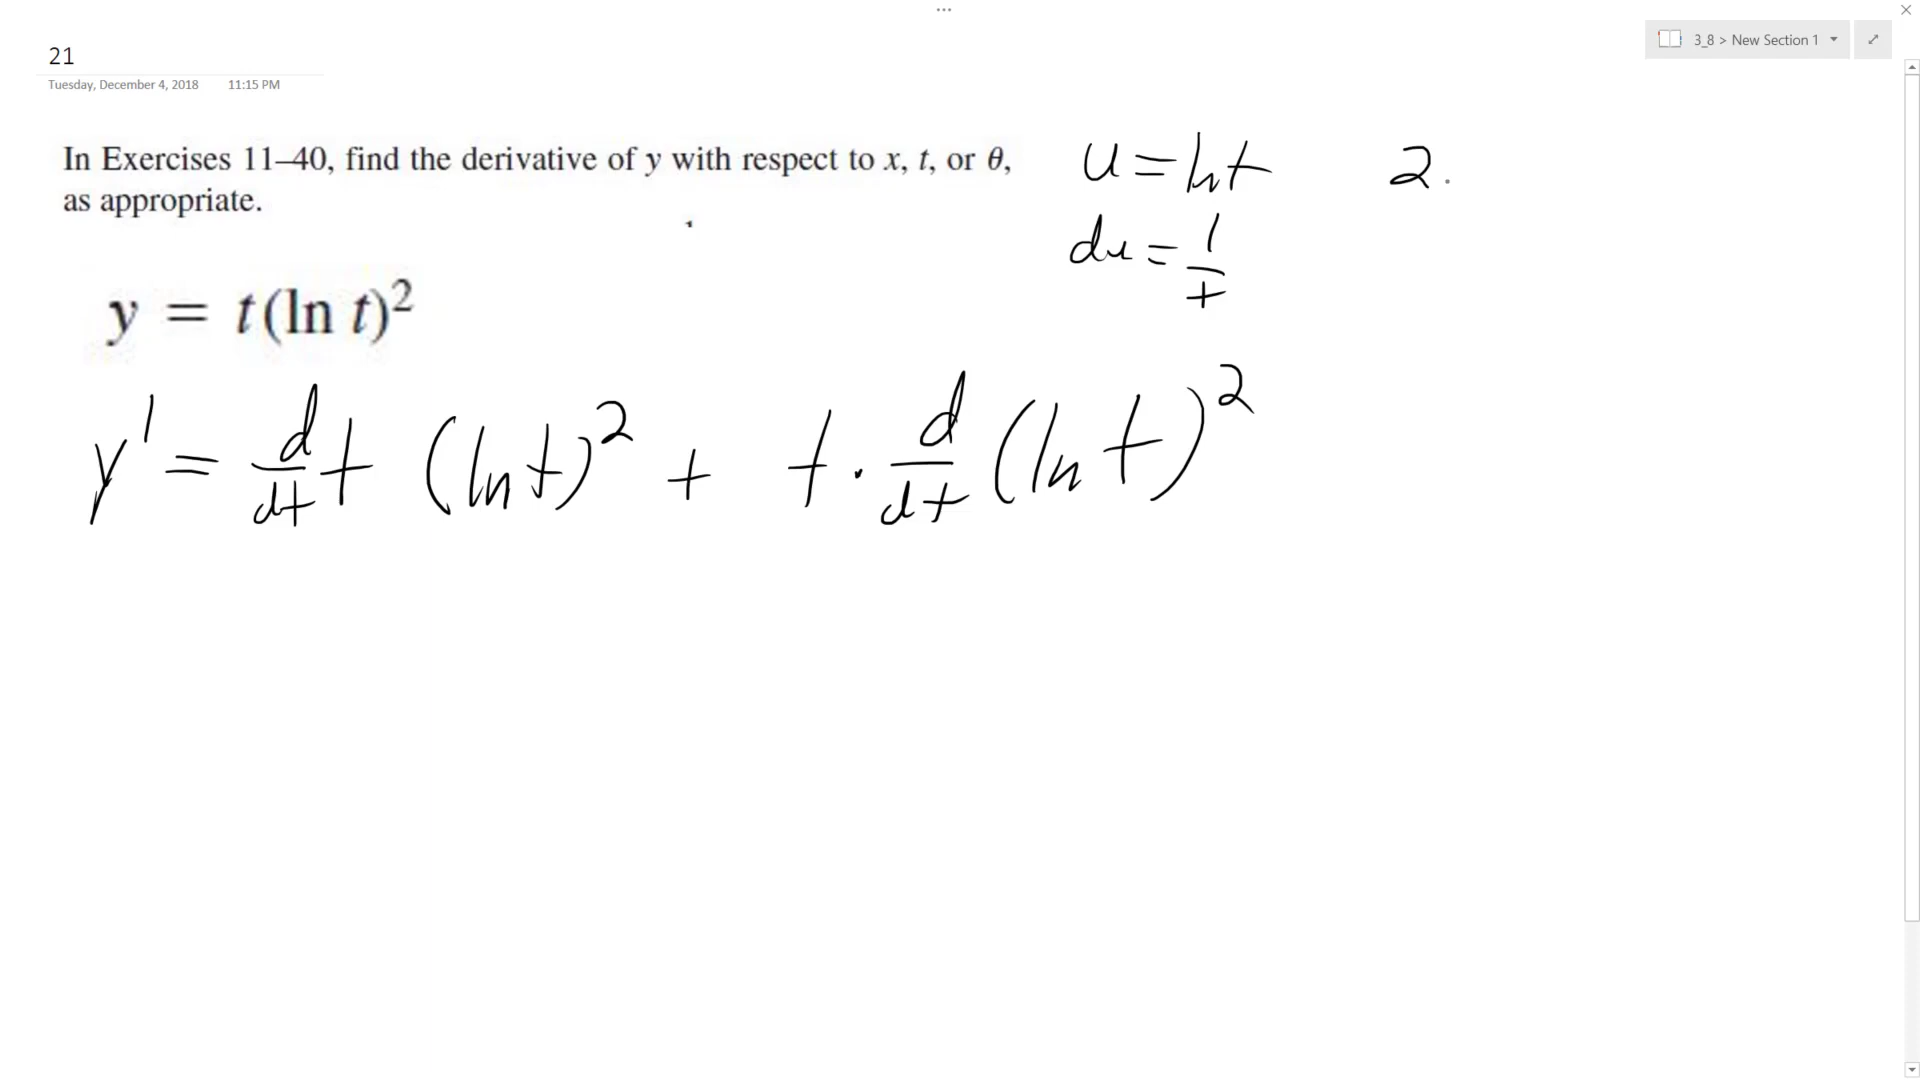 21
3_8 > New Section 1
Tuesday, December 4, 2018 11:15 PM
In Exercises 11–40, find the derivative of y with respect to x, t, or θ,
as appropriate.
u = ln t 2.
du = 1/t
y = t(ln t)²
y' = d/dt t (ln t)² + t · d/dt (ln t)²